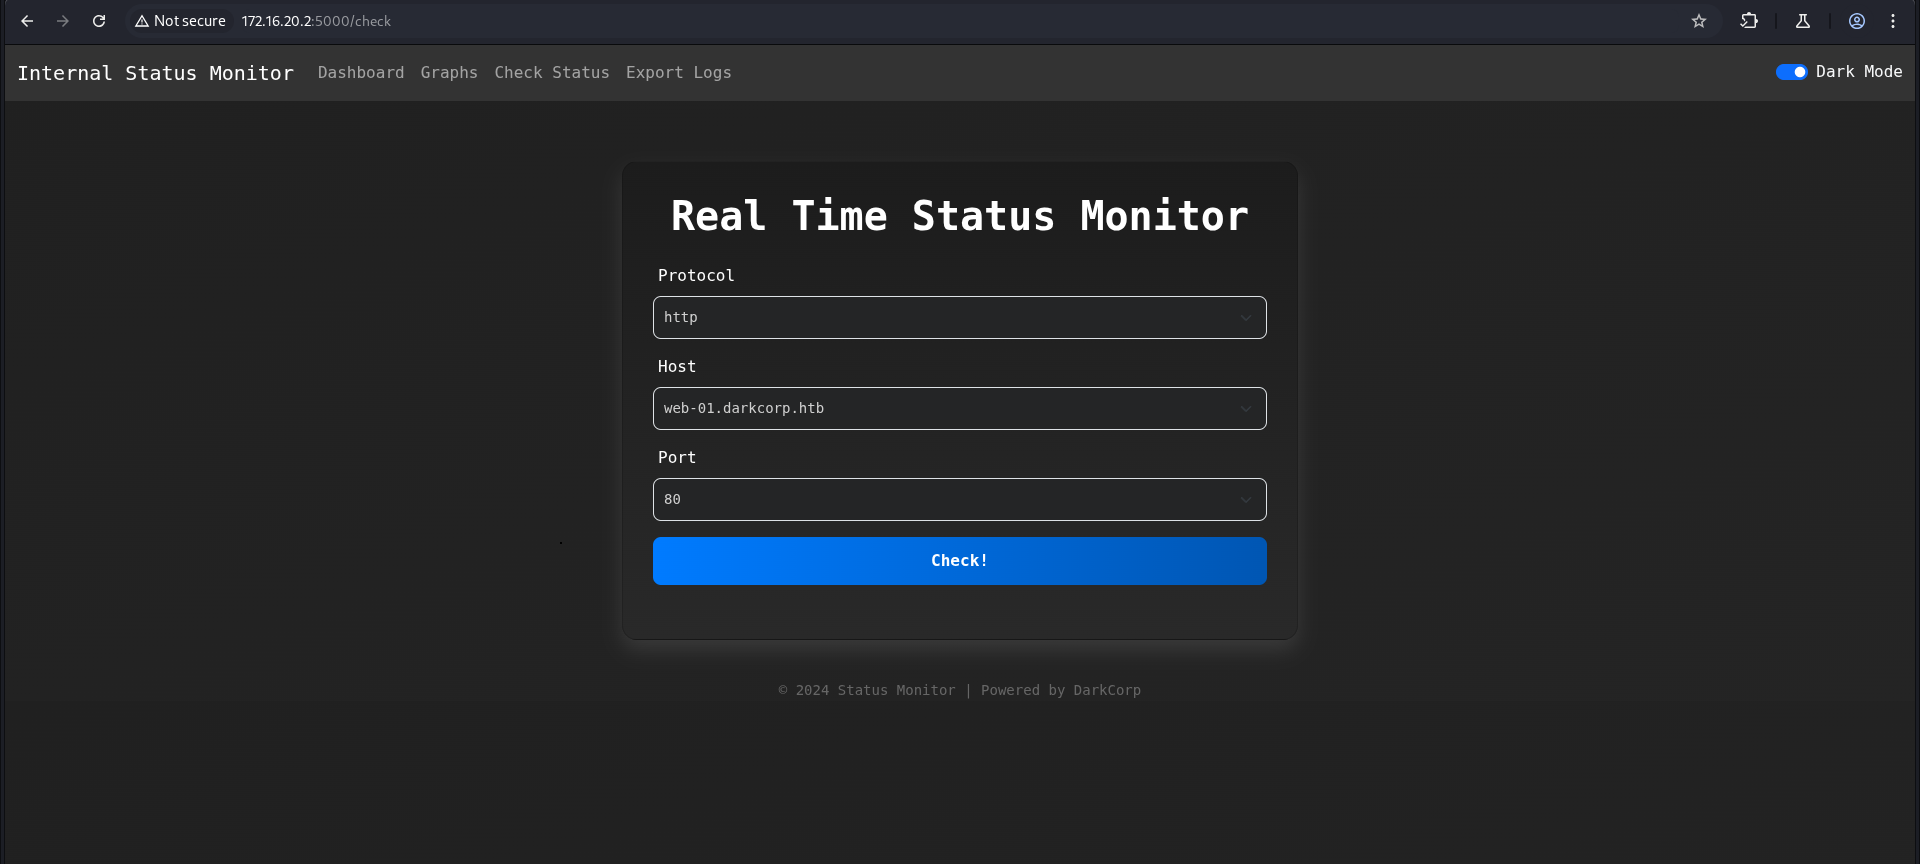 Not secure 172.16.20.2:5000/check
Internal Status Monitor Dashboard Graphs Check Status Export Logs Dark Mode
Real Time Status Monitor
Protocol
http
Host
web-01.darkcorp.htb
Port
80
Check!
© 2024 Status Monitor | Powered by DarkCorp